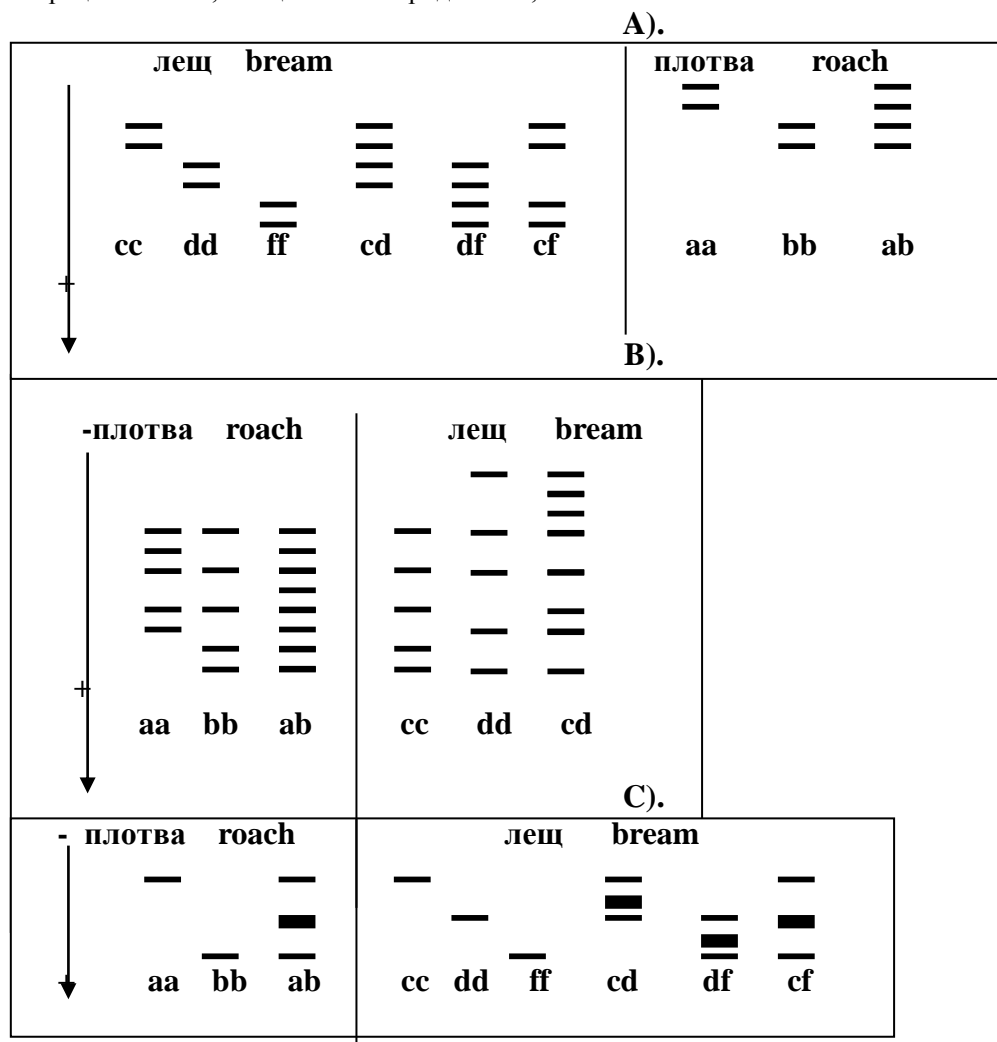 A).
лещ bream плотва roach
cc dd ff cd df cf aa bb ab
+
B).
-плотва roach лещ bream
+
aa bb ab cc dd cd
C).
- плотва roach лещ bream
aa bb ab cc dd ff cd df cf
+